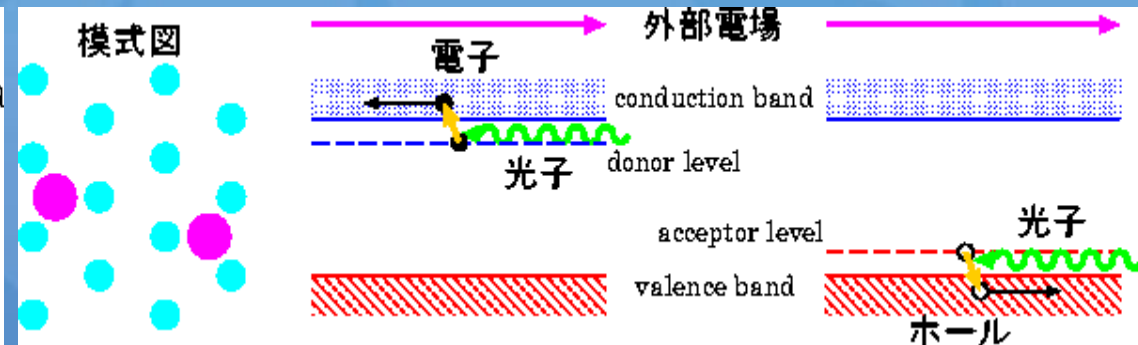 模式図
外部電場
電子
conduction band
光子
donor level
acceptor level
光子
valence band
ホール